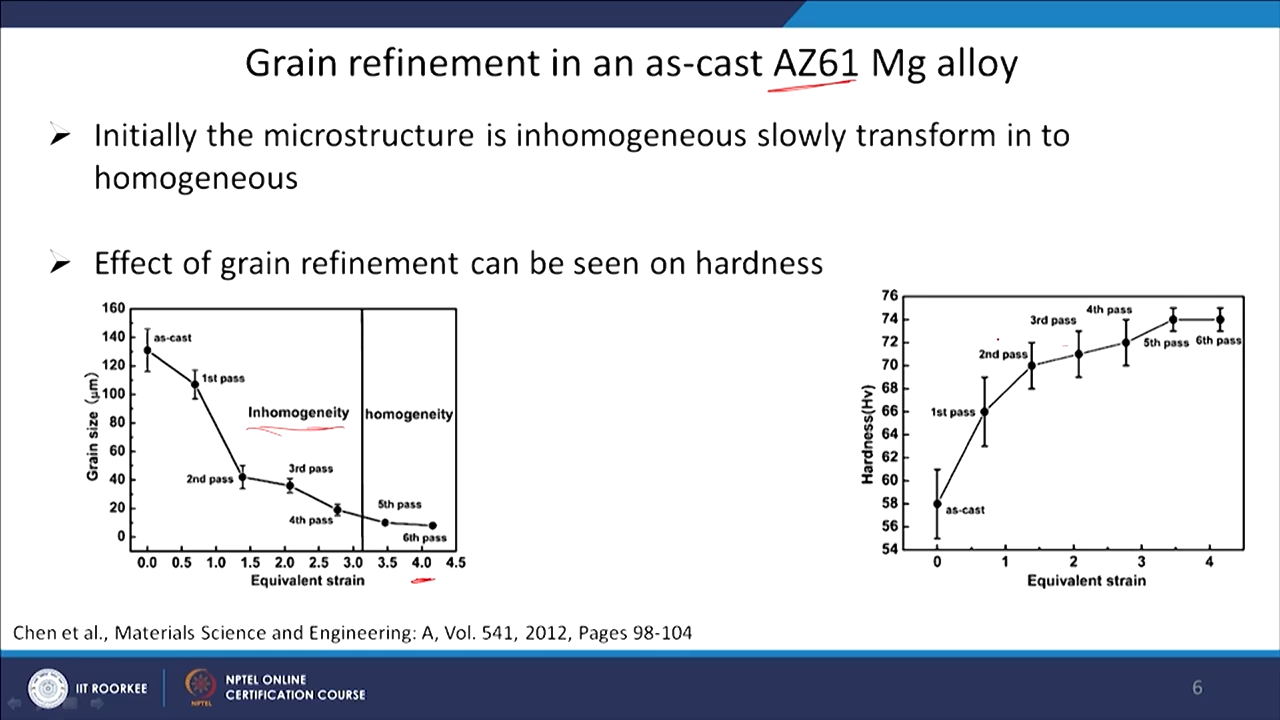 Grain refinement in an as-cast AZ61 Mg alloy
Initially the microstructure is inhomogeneous slowly transform in to
homogeneous
Effect of grain refinement can be seen on hardness
160
140
120
100
80
60
40
20
0
Grain size (μm)
as-cast
1st pass
Inhomogeneity
homogeneity
2nd pass
3rd pass
4th pass
5th pass
6th pass
0.0 0.5 1.0 1.5 2.0 2.5 3.0 3.5 4.0 4.5
Equivalent strain
76
74
72
70
68
66
64
62
60
58
56
54
Hardness(Hv)
4th pass
3rd pass
5th pass 6th pass
2nd pass
1st pass
as-cast
0 1 2 3 4
Equivalent strain
Chen et al., Materials Science and Engineering: A, Vol. 541, 2012, Pages 98-104
IIT ROORKEE
NPTEL
NPTEL ONLINE
CERTIFICATION COURSE
6